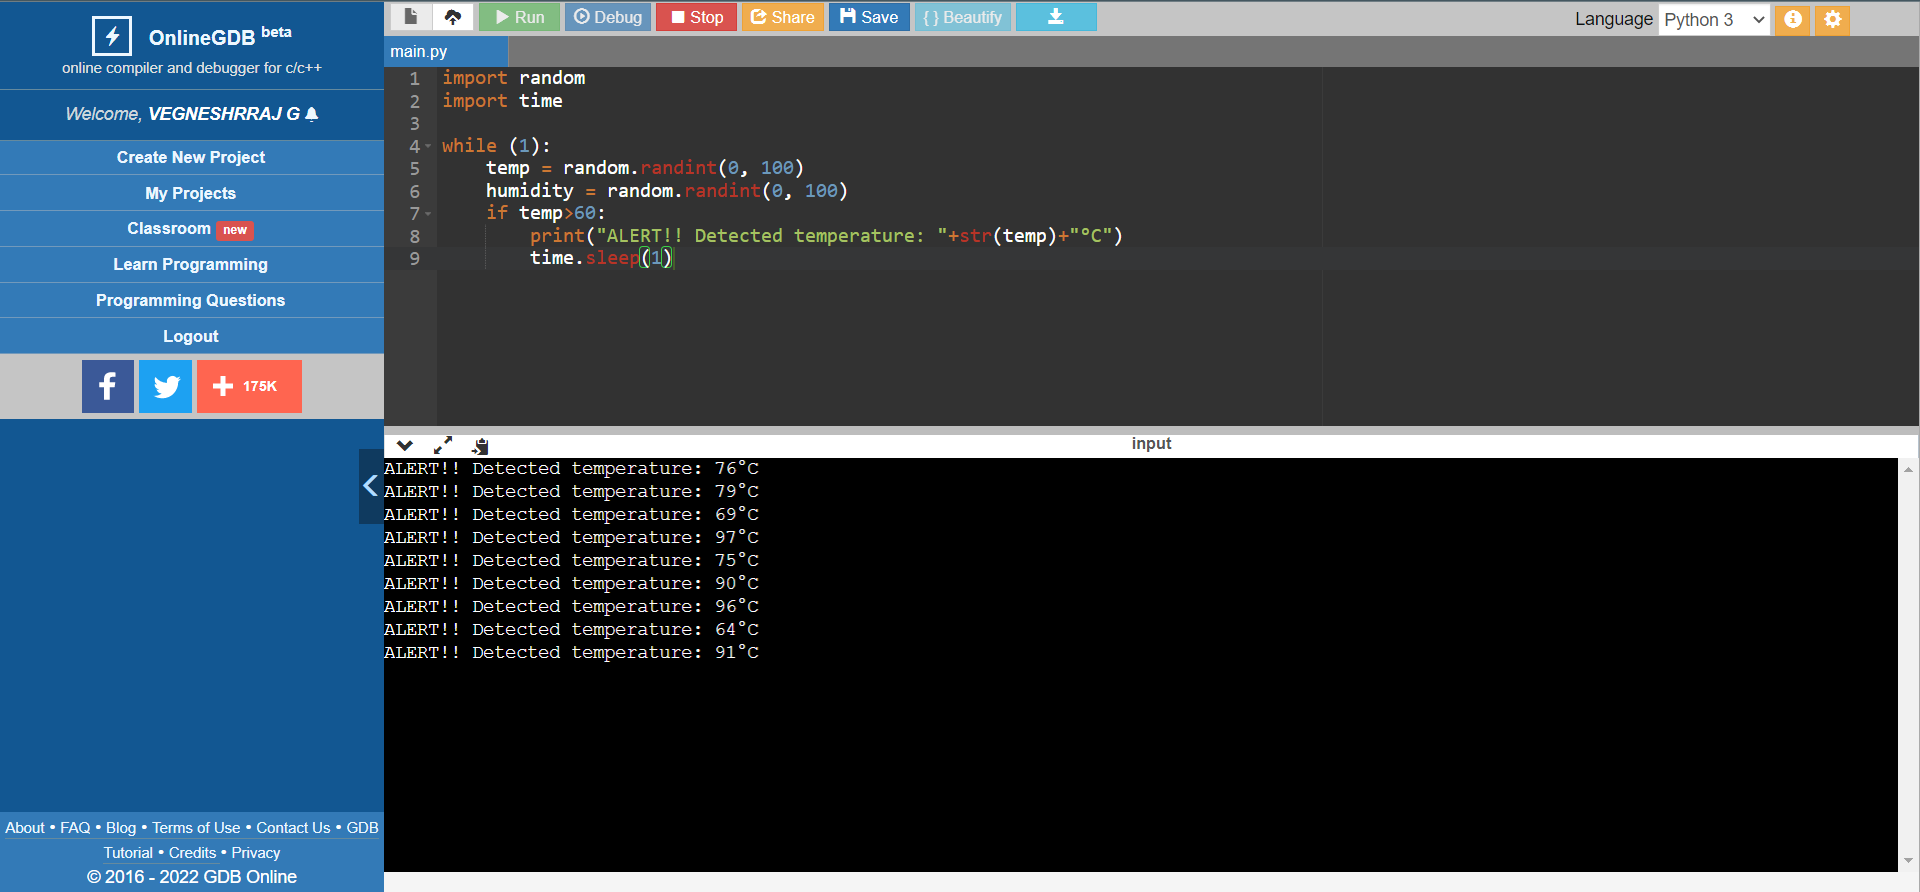 OnlineGDB beta
online compiler and debugger for c/c++
Welcome, VEGNESHRRAJ G
Create New Project
My Projects
Classroom new
Learn Programming
Programming Questions
Logout
175K
About • FAQ • Blog • Terms of Use • Contact Us • GDB
Tutorial • Credits • Privacy
© 2016 - 2022 GDB Online
Run Debug Stop Share Save { } Beautify
Language Python 3
main.py
1 import random
2 import time
3
4 while (1):
5     temp = random.randint(0, 100)
6     humidity = random.randint(0, 100)
7     if temp>60:
8         print("ALERT!! Detected temperature: "+str(temp)+"°C")
9         time.sleep(1)
input
ALERT!! Detected temperature: 76°C
ALERT!! Detected temperature: 79°C
ALERT!! Detected temperature: 69°C
ALERT!! Detected temperature: 97°C
ALERT!! Detected temperature: 75°C
ALERT!! Detected temperature: 90°C
ALERT!! Detected temperature: 96°C
ALERT!! Detected temperature: 64°C
ALERT!! Detected temperature: 91°C